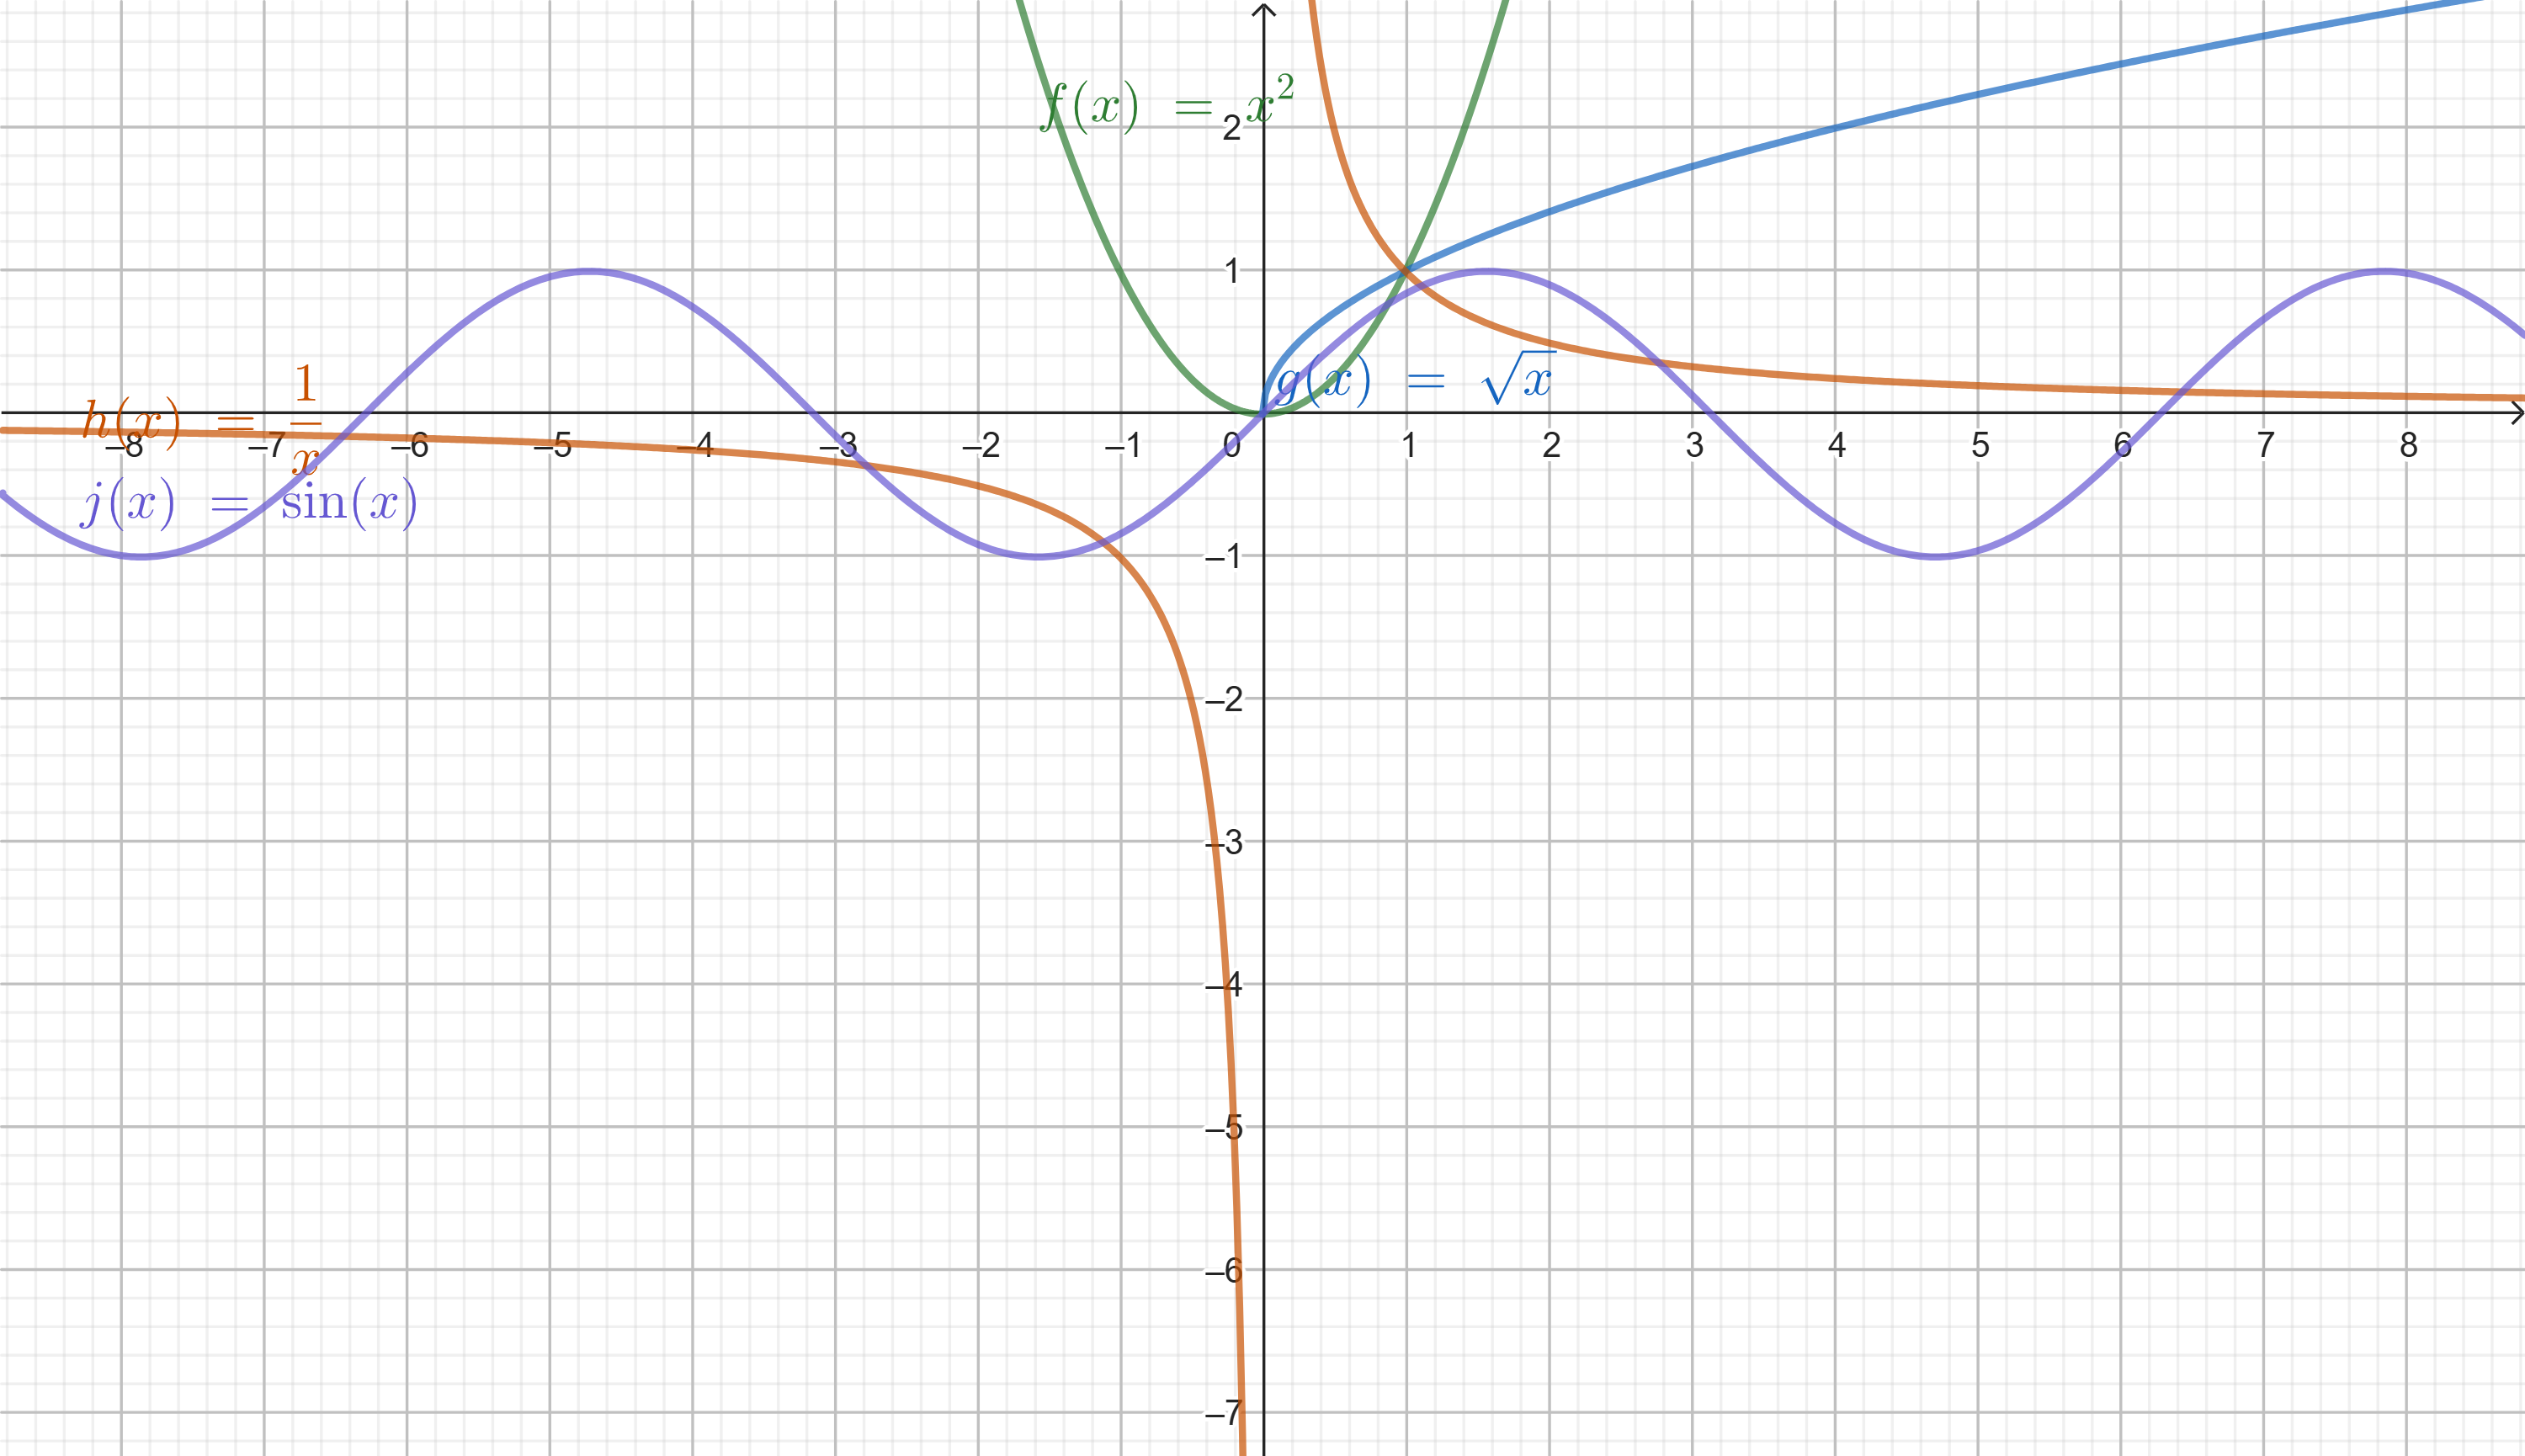 f(x) = x²
2
1
g(x) = √x
h(x) = 1/x
–8 –7 –6 –5 –4 –3 –2 –1 0 1 2 3 4 5 6 7 8
j(x) = sin(x)
–1
–2
–3
–4
–5
–6
–7